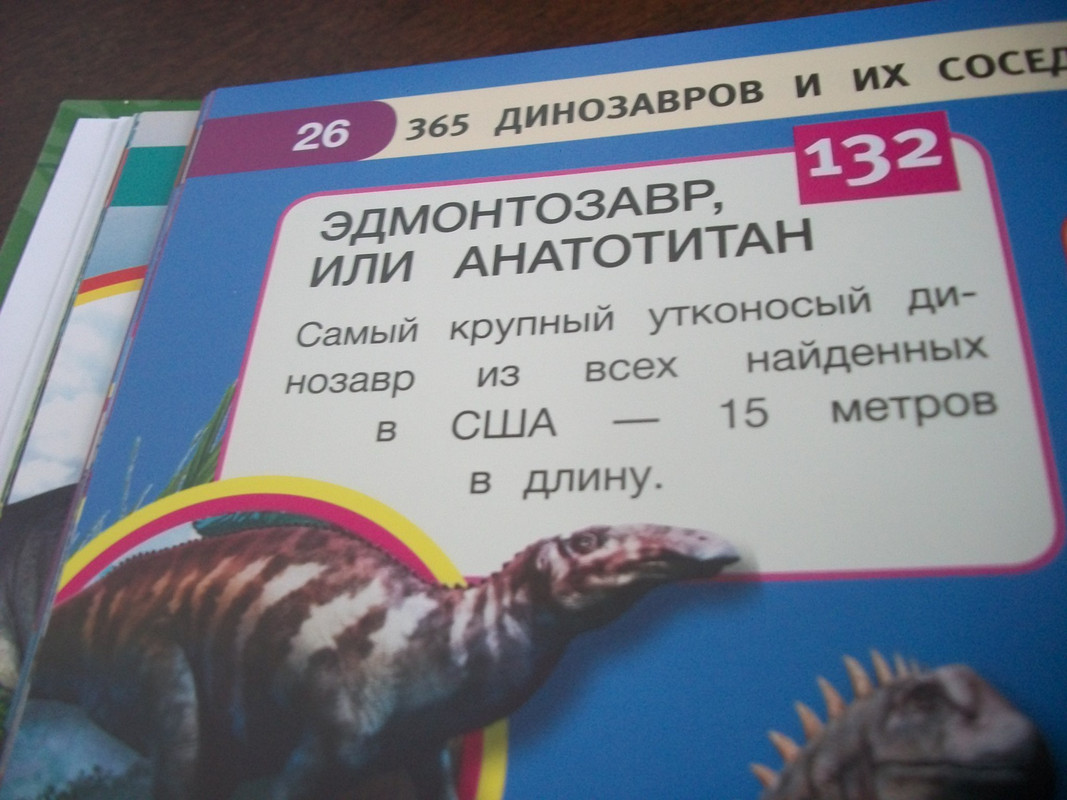 26
365 ДИНОЗАВРОВ И ИХ СОСЕД
132
ЭДМОНТОЗАВР,
ИЛИ АНАТОТИТАН
Самый крупный утконосый ди-
нозавр из всех найденных
в США — 15 метров
в длину.